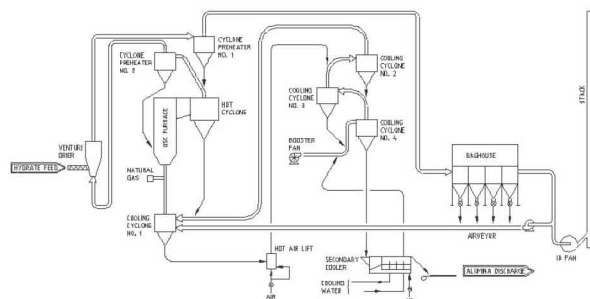 CYCLONE
PREHEATER
NO. 1
CYCLONE
PREHEATER
NO. 2
COOLING
CYCLONE
NO. 2
COOLING
CYCLONE
NO. 3
HOT
CYCLONE
GSC FURNACE
COOLING
CYCLONE
NO. 4
BOOSTER
FAN
VENTURI
DRIER
HYDRATE FEED
NATURAL
GAS
BAGHOUSE
STACK
COOLING
CYCLONE
NO. 1
AIRVEYOR
HOT AIR LIFT
SECONDARY
COOLER
ID FAN
ALUMINA DISCHARGE
COOLING
WATER
AIR